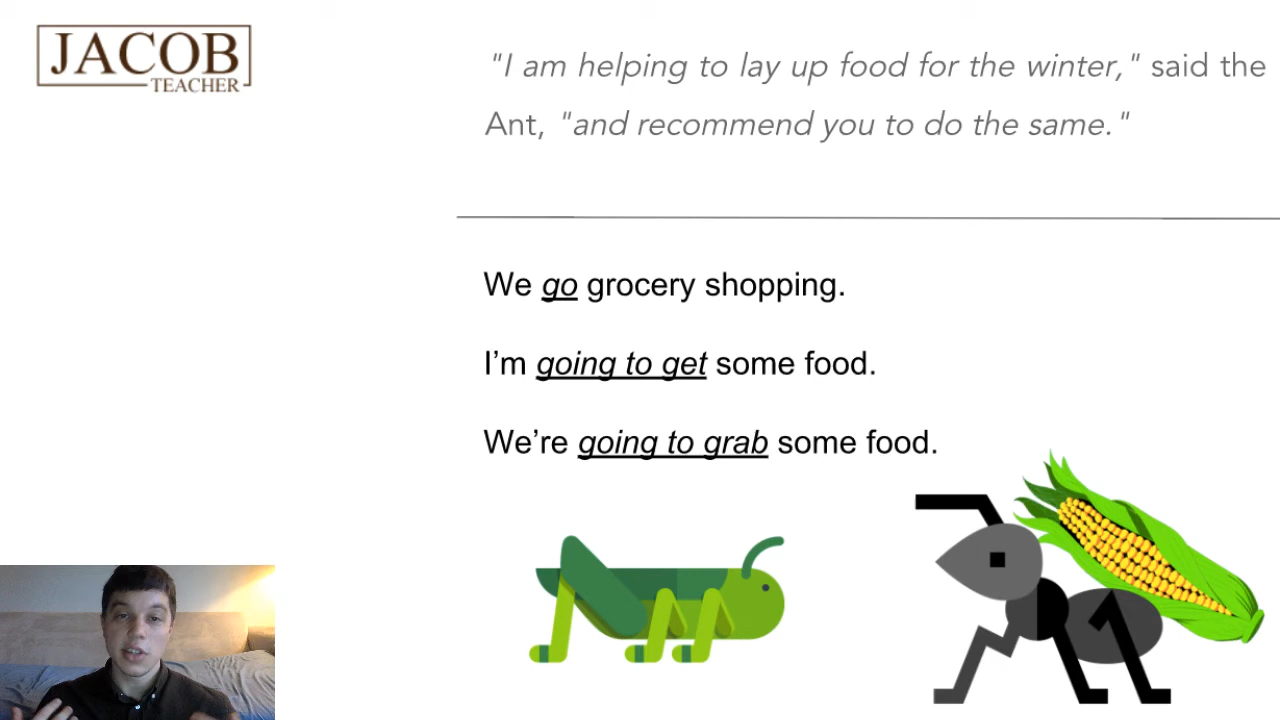 JACOB
TEACHER
"I am helping to lay up food for the winter," said the
Ant, "and recommend you to do the same."
We go grocery shopping.
I’m going to get some food.
We’re going to grab some food.